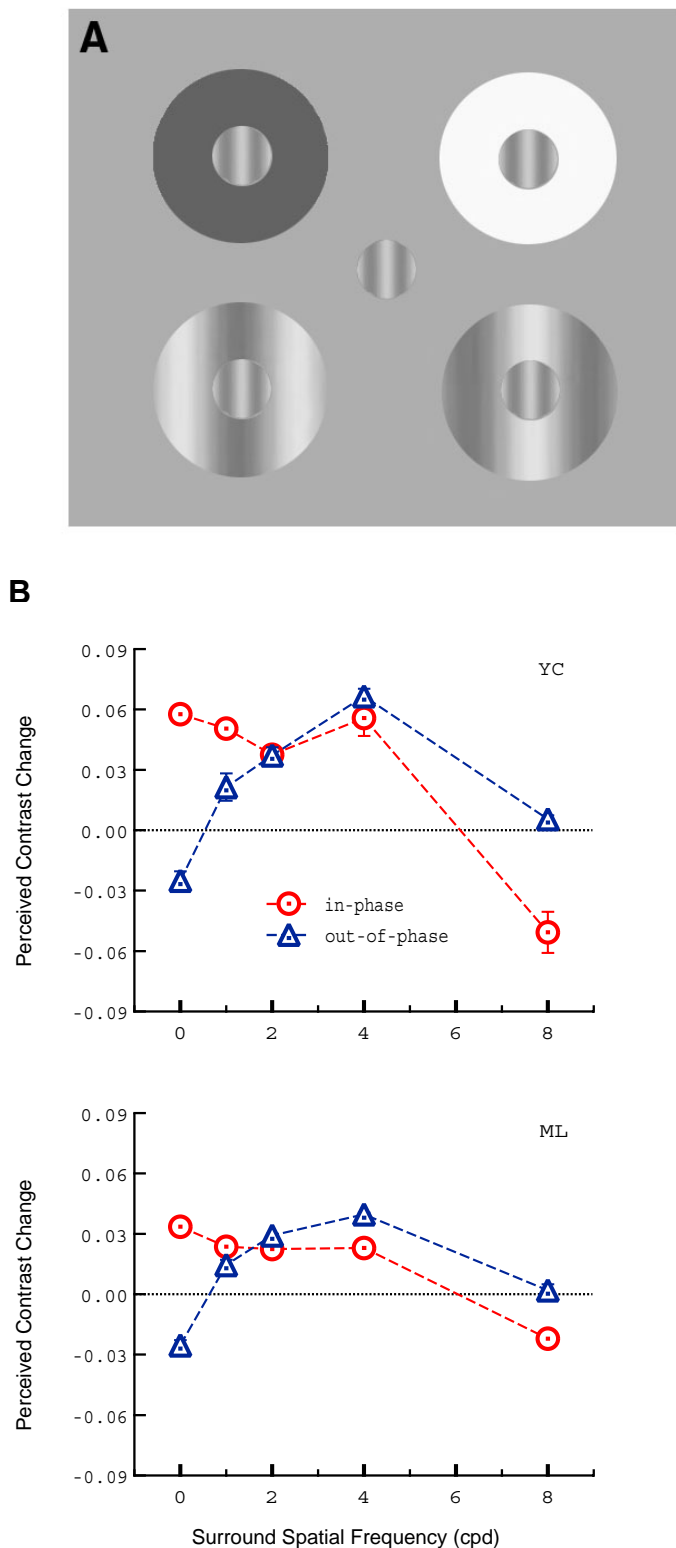 A
B
YC
0.09
0.06
0.03
0.00
-0.03
-0.06
-0.09
Perceived Contrast Change
in-phase
out-of-phase
0 2 4 6 8
ML
0.09
0.06
0.03
0.00
-0.03
-0.06
-0.09
Perceived Contrast Change
0 2 4 6 8
Surround Spatial Frequency (cpd)